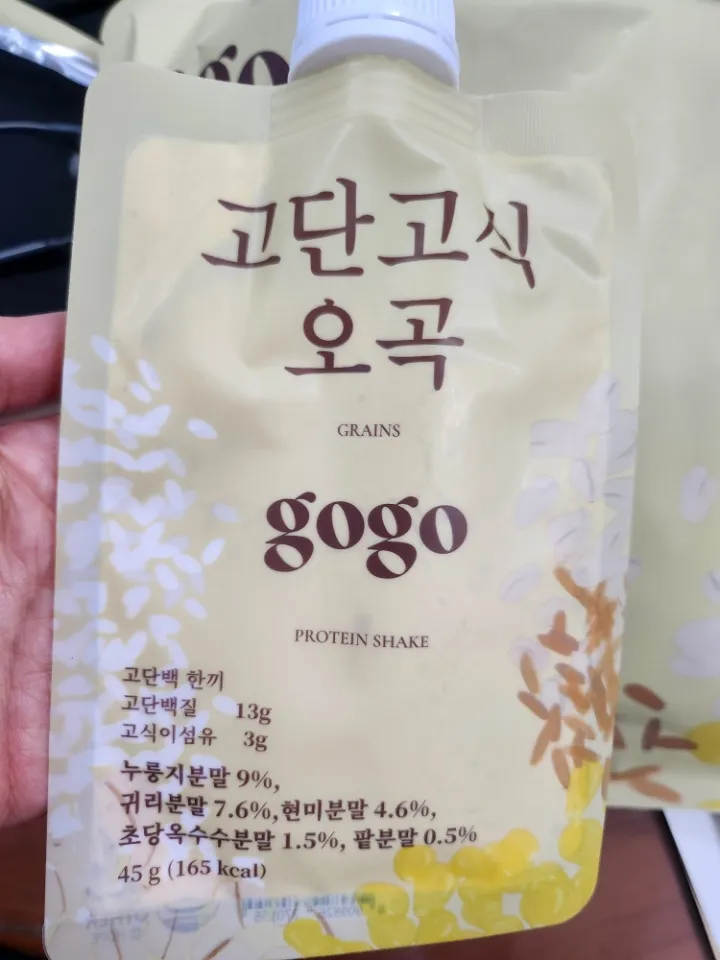 고단고식
오곡
GRAINS
gogo
PROTEIN SHAKE
고단백 한끼
고단백질 13g
고식이섬유 3g
누룽지분말 9%,
귀리분말 7.6%,현미분말 4.6%,
초당옥수수분말 1.5%, 팥분말 0.5%
45 g (165 kcal)